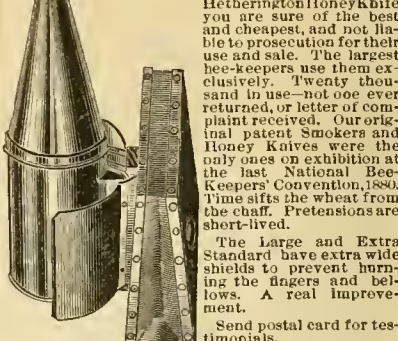 Hetherington Honey Knife
you are sure of the best
and cheapest, and not lia-
ble to prosecution for their
use and sale. The largest
bee-keepers use them ex-
clusively. Twenty thou-
sand in use—not one ever
returned, or letter of com-
plaint received. Our orig-
inal patent Smokers and
Honey Knives were the
only ones on exhibition at
the last National Bee-
Keepers' Convention, 1880.
Time sifts the wheat from
the chaff. Pretensions are
short-lived.
The Large and Extra
Standard have extra wide
shields to prevent burn-
ing the fingers and bel-
lows. A real improve-
ment.
Send postal card for tes-
timonials.